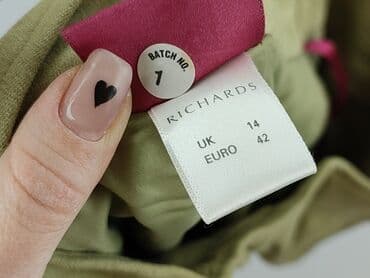 BATCH NO.
1
RICHARDS
UK 14
EURO 42